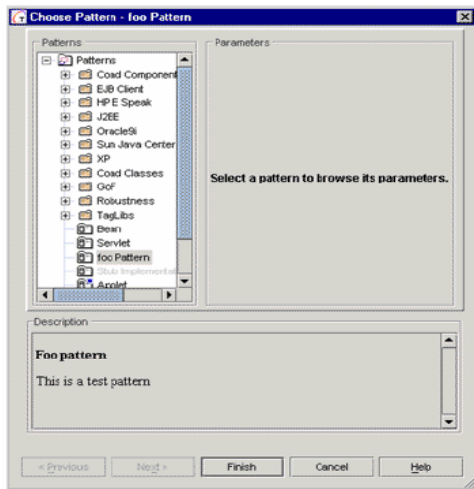 Choose Pattern - foo Pattern
Patterns
Parameters
Patterns
Coad Component
EJB Client
HP E Speak
J2EE
Oracle9i
Sun Java Center
XP
Coad Classes
GoF
Robustness
TagLibs
Bean
Servlet
foo Pattern
Stub Implementat
Applet
Select a pattern to browse its parameters.
Description
Foo pattern
This is a test pattern
< Previous
Next >
Finish
Cancel
Help